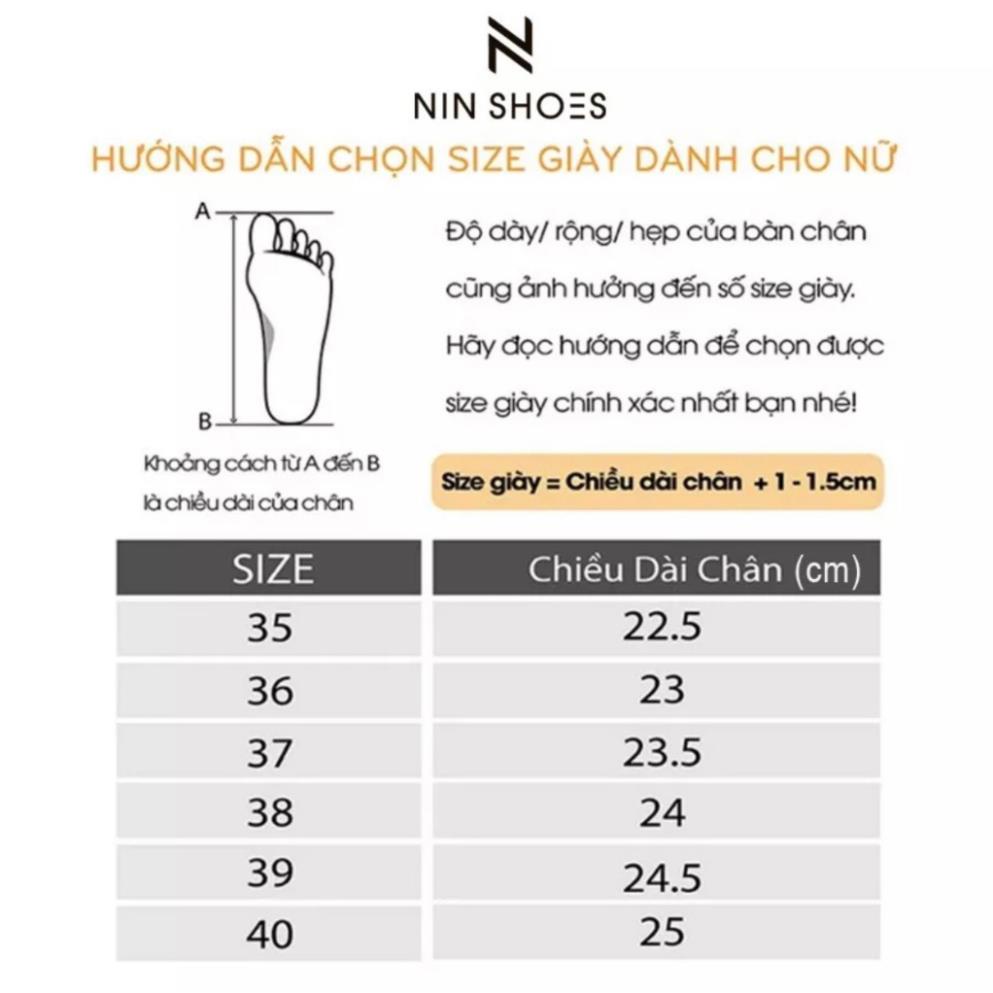 NIN SHOES
HƯỚNG DẪN CHỌN SIZE GIÀY DÀNH CHO NỮ
A
B
Khoảng cách từ A đến B
là chiều dài của chân
Độ dày/ rộng/ hẹp của bàn chân
cũng ảnh hưởng đến số size giày.
Hãy đọc hướng dẫn để chọn được
size giày chính xác nhất bạn nhé!
Size giày = Chiều dài chân + 1 - 1.5cm
SIZE Chiều Dài Chân (cm)
35 22.5
36 23
37 23.5
38 24
39 24.5
40 25